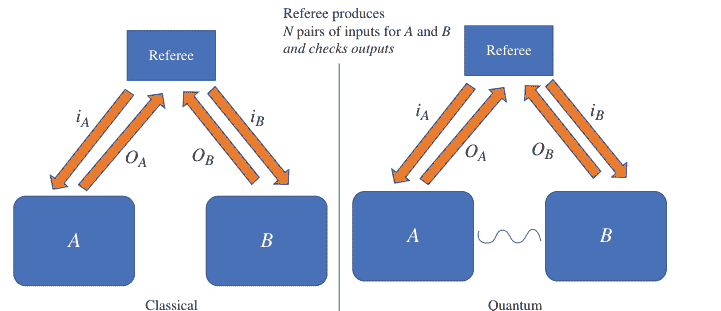 Referee produces
N pairs of inputs for A and B
and checks outputs
Referee
i_A
O_A
O_B
i_B
A
B
Classical
Referee
i_A
O_A
O_B
i_B
A
B
Quantum